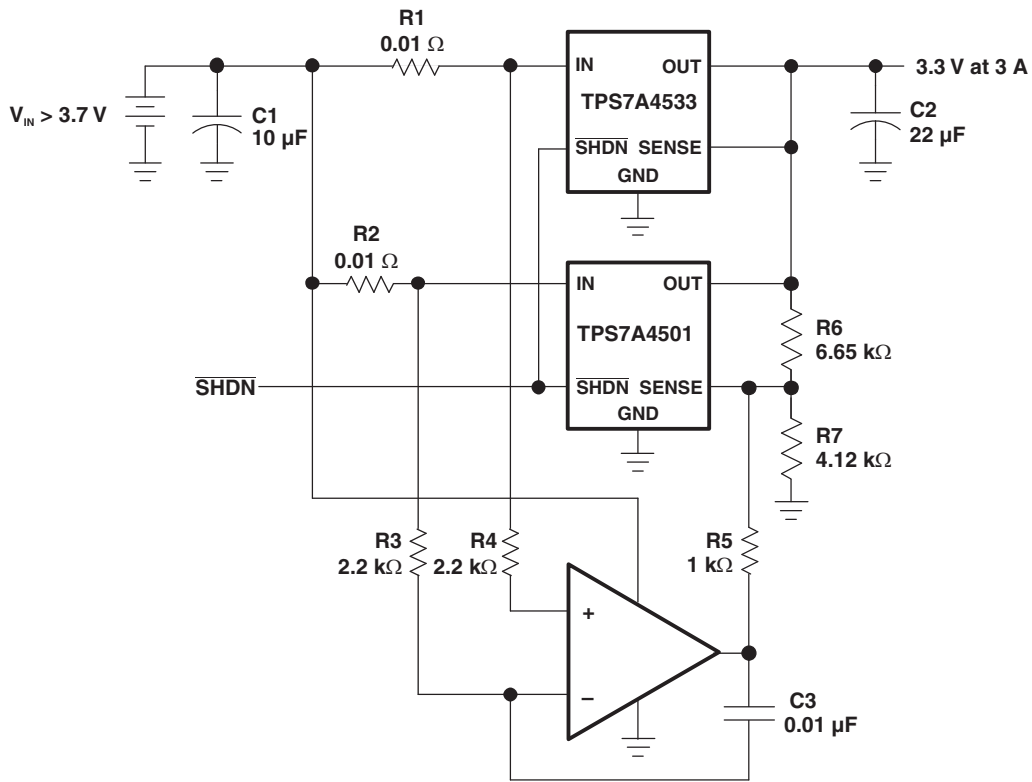 R1
0.01 Ω
IN OUT
TPS7A4533
SHDN SENSE
GND
3.3 V at 3 A
V_IN > 3.7 V
C1
10 µF
C2
22 µF
R2
0.01 Ω
IN OUT
TPS7A4501
SHDN SENSE
GND
SHDN
R6
6.65 kΩ
R7
4.12 kΩ
R3
2.2 kΩ
R4
2.2 kΩ
R5
1 kΩ
+
–
C3
0.01 µF